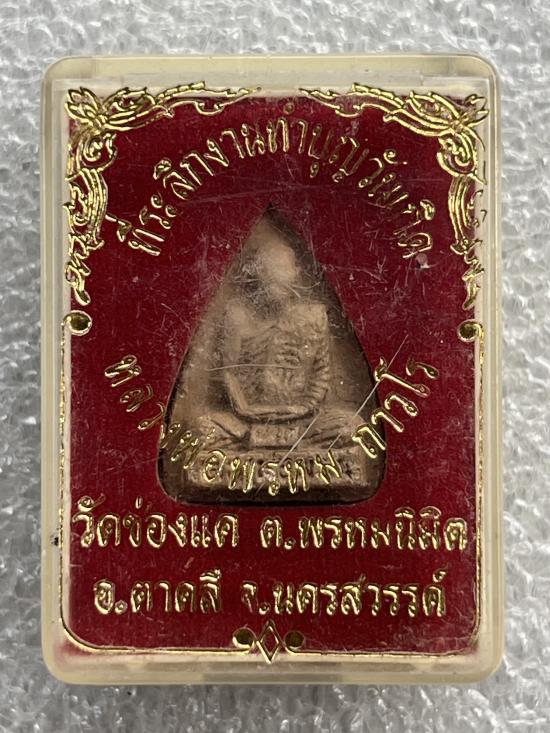 ที่ระลึกงานทำบุญวันเกิด
หลวงพ่อพรหม ถาวโร
วัดช่องแค ต.พรหมนิมิต
อ.ตาคลี จ.นครสวรรค์